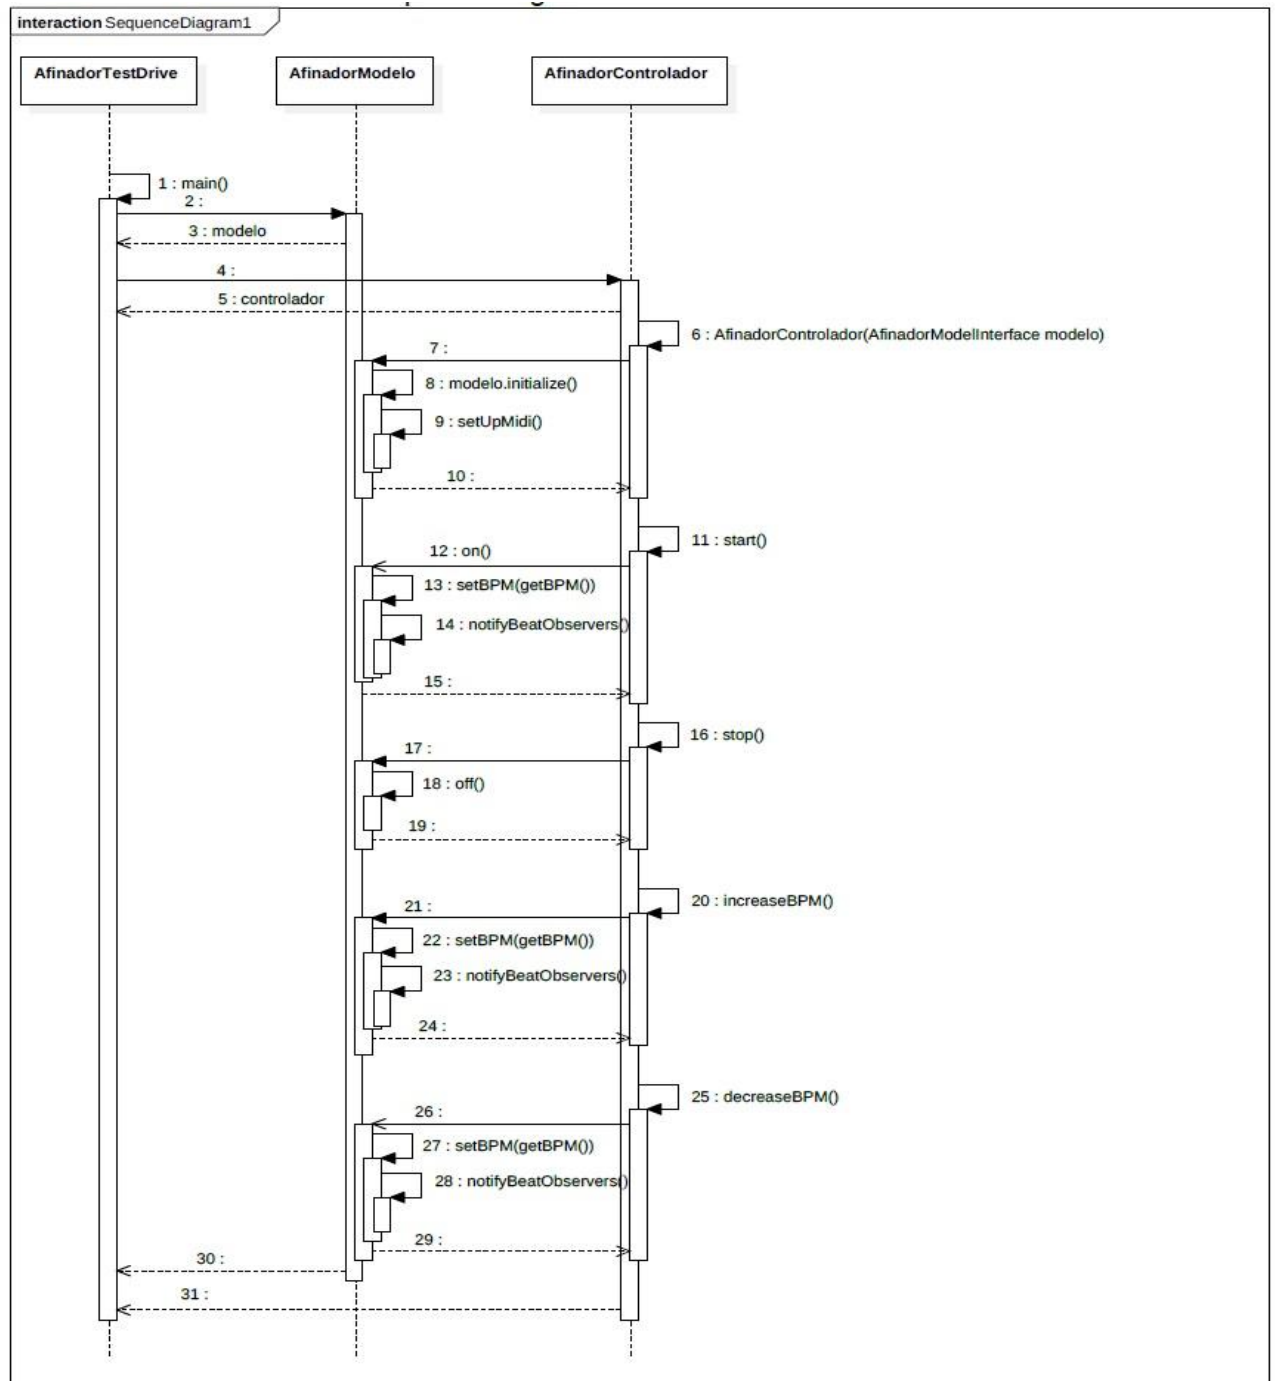 interaction SequenceDiagram1
AfinadorTestDrive
AfinadorModelo
AfinadorControlador
1 : main()
2 :
3 : modelo
4 :
5 : controlador
6 : AfinadorControlador(AfinadorModelInterface modelo)
7 :
8 : modelo.initialize()
9 : setUpMidi()
10 :
11 : start()
12 : on()
13 : setBPM(getBPM())
14 : notifyBeatObservers()
15 :
16 : stop()
17 :
18 : off()
19 :
20 : increaseBPM()
21 :
22 : setBPM(getBPM())
23 : notifyBeatObservers()
24 :
25 : decreaseBPM()
26 :
27 : setBPM(getBPM())
28 : notifyBeatObservers()
29 :
30 :
31 :